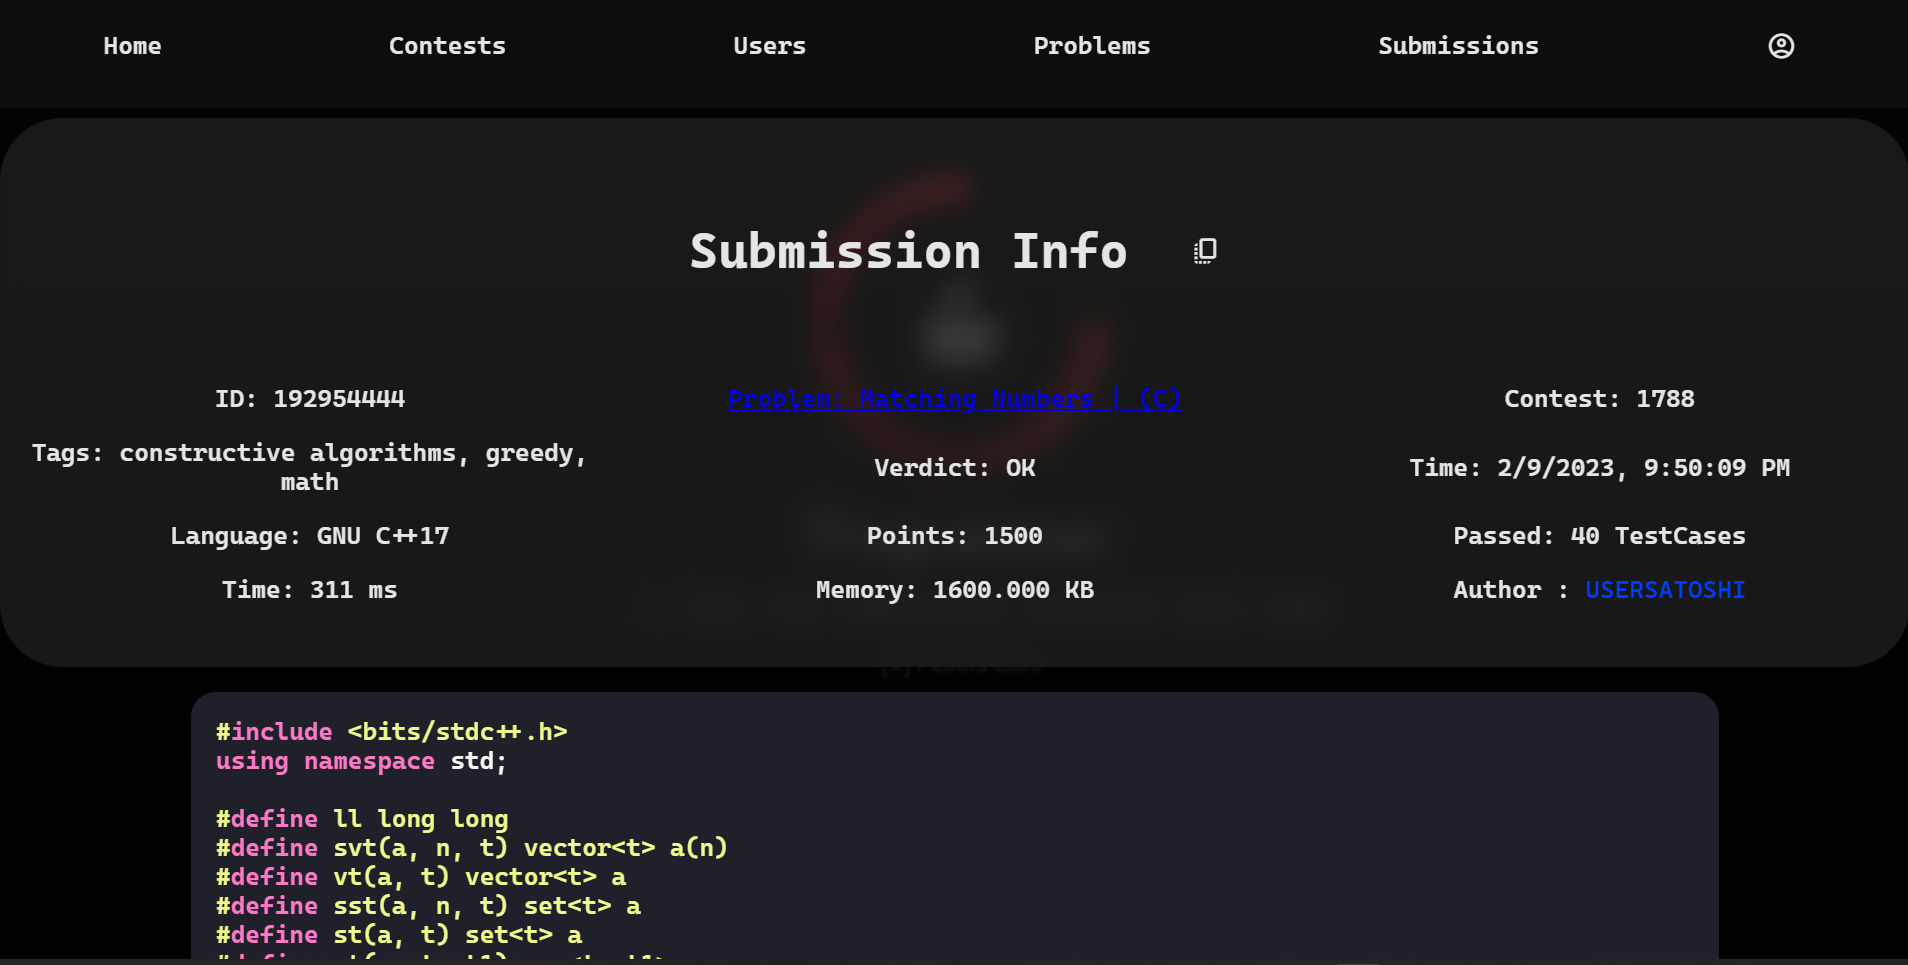 Home Contests Users Problems Submissions
Submission Info
ID: 192954444 Problem: Matching Numbers | (C) Contest: 1788
Tags: constructive algorithms, greedy,
math
Verdict: OK
Time: 2/9/2023, 9:50:09 PM
Language: GNU C++17 Points: 1500 Passed: 40 TestCases
Time: 311 ms Memory: 1600.000 KB Author : USERSATOSHI
#include <bits/stdc++.h>
using namespace std;
#define ll long long
#define svt(a, n, t) vector<t> a(n)
#define vt(a, t) vector<t> a
#define sst(a, n, t) set<t> a
#define st(a, t) set<t> a